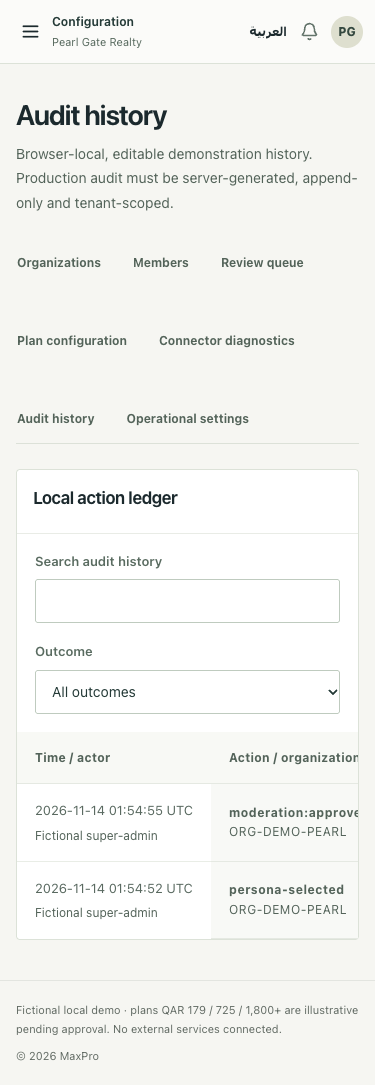 Configuration
Pearl Gate Realty
العربية
PG
Audit history
Browser-local, editable demonstration history.
Production audit must be server-generated, append-
only and tenant-scoped.
Organizations Members Review queue
Plan configuration Connector diagnostics
Audit history Operational settings
Local action ledger
Search audit history
Outcome
All outcomes
Time / actor Action / organization
2026-11-14 01:54:55 UTC moderation:approve
Fictional super-admin ORG-DEMO-PEARL
2026-11-14 01:54:52 UTC persona-selected
Fictional super-admin ORG-DEMO-PEARL
Fictional local demo · plans QAR 179 / 725 / 1,800+ are illustrative
pending approval. No external services connected.
© 2026 MaxPro